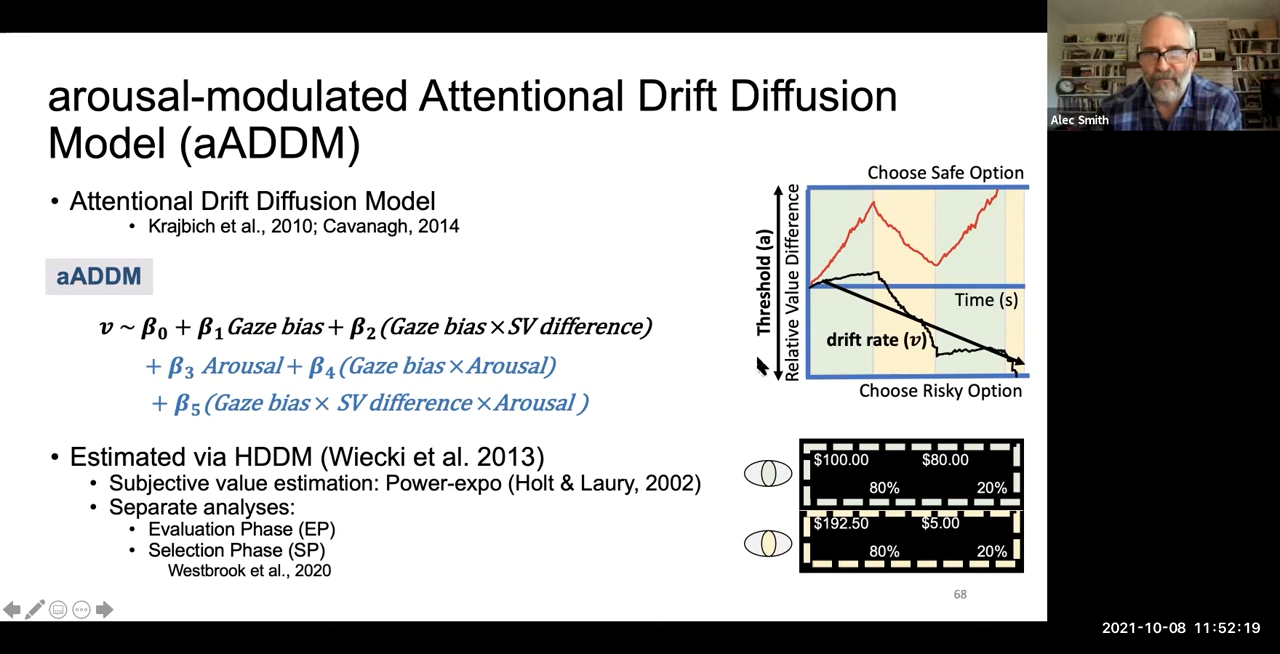 arousal-modulated Attentional Drift Diffusion
Model (aADDM)
• Attentional Drift Diffusion Model
• Krajbich et al., 2010; Cavanagh, 2014
aADDM
v ~ β₀ + β₁ Gaze bias + β₂ (Gaze bias × SV difference)
+ β₃ Arousal + β₄ (Gaze bias × Arousal)
+ β₅ (Gaze bias × SV difference × Arousal )
• Estimated via HDDM (Wiecki et al. 2013)
• Subjective value estimation: Power-expo (Holt & Laury, 2002)
• Separate analyses:
• Evaluation Phase (EP)
• Selection Phase (SP)
Westbrook et al., 2020
Choose Safe Option
Threshold (a)
Relative Value Difference
Time (s)
drift rate (v)
Choose Risky Option
$100.00 $80.00
80% 20%
$192.50 $5.00
80% 20%
68
Alec Smith
2021-10-08 11:52:19